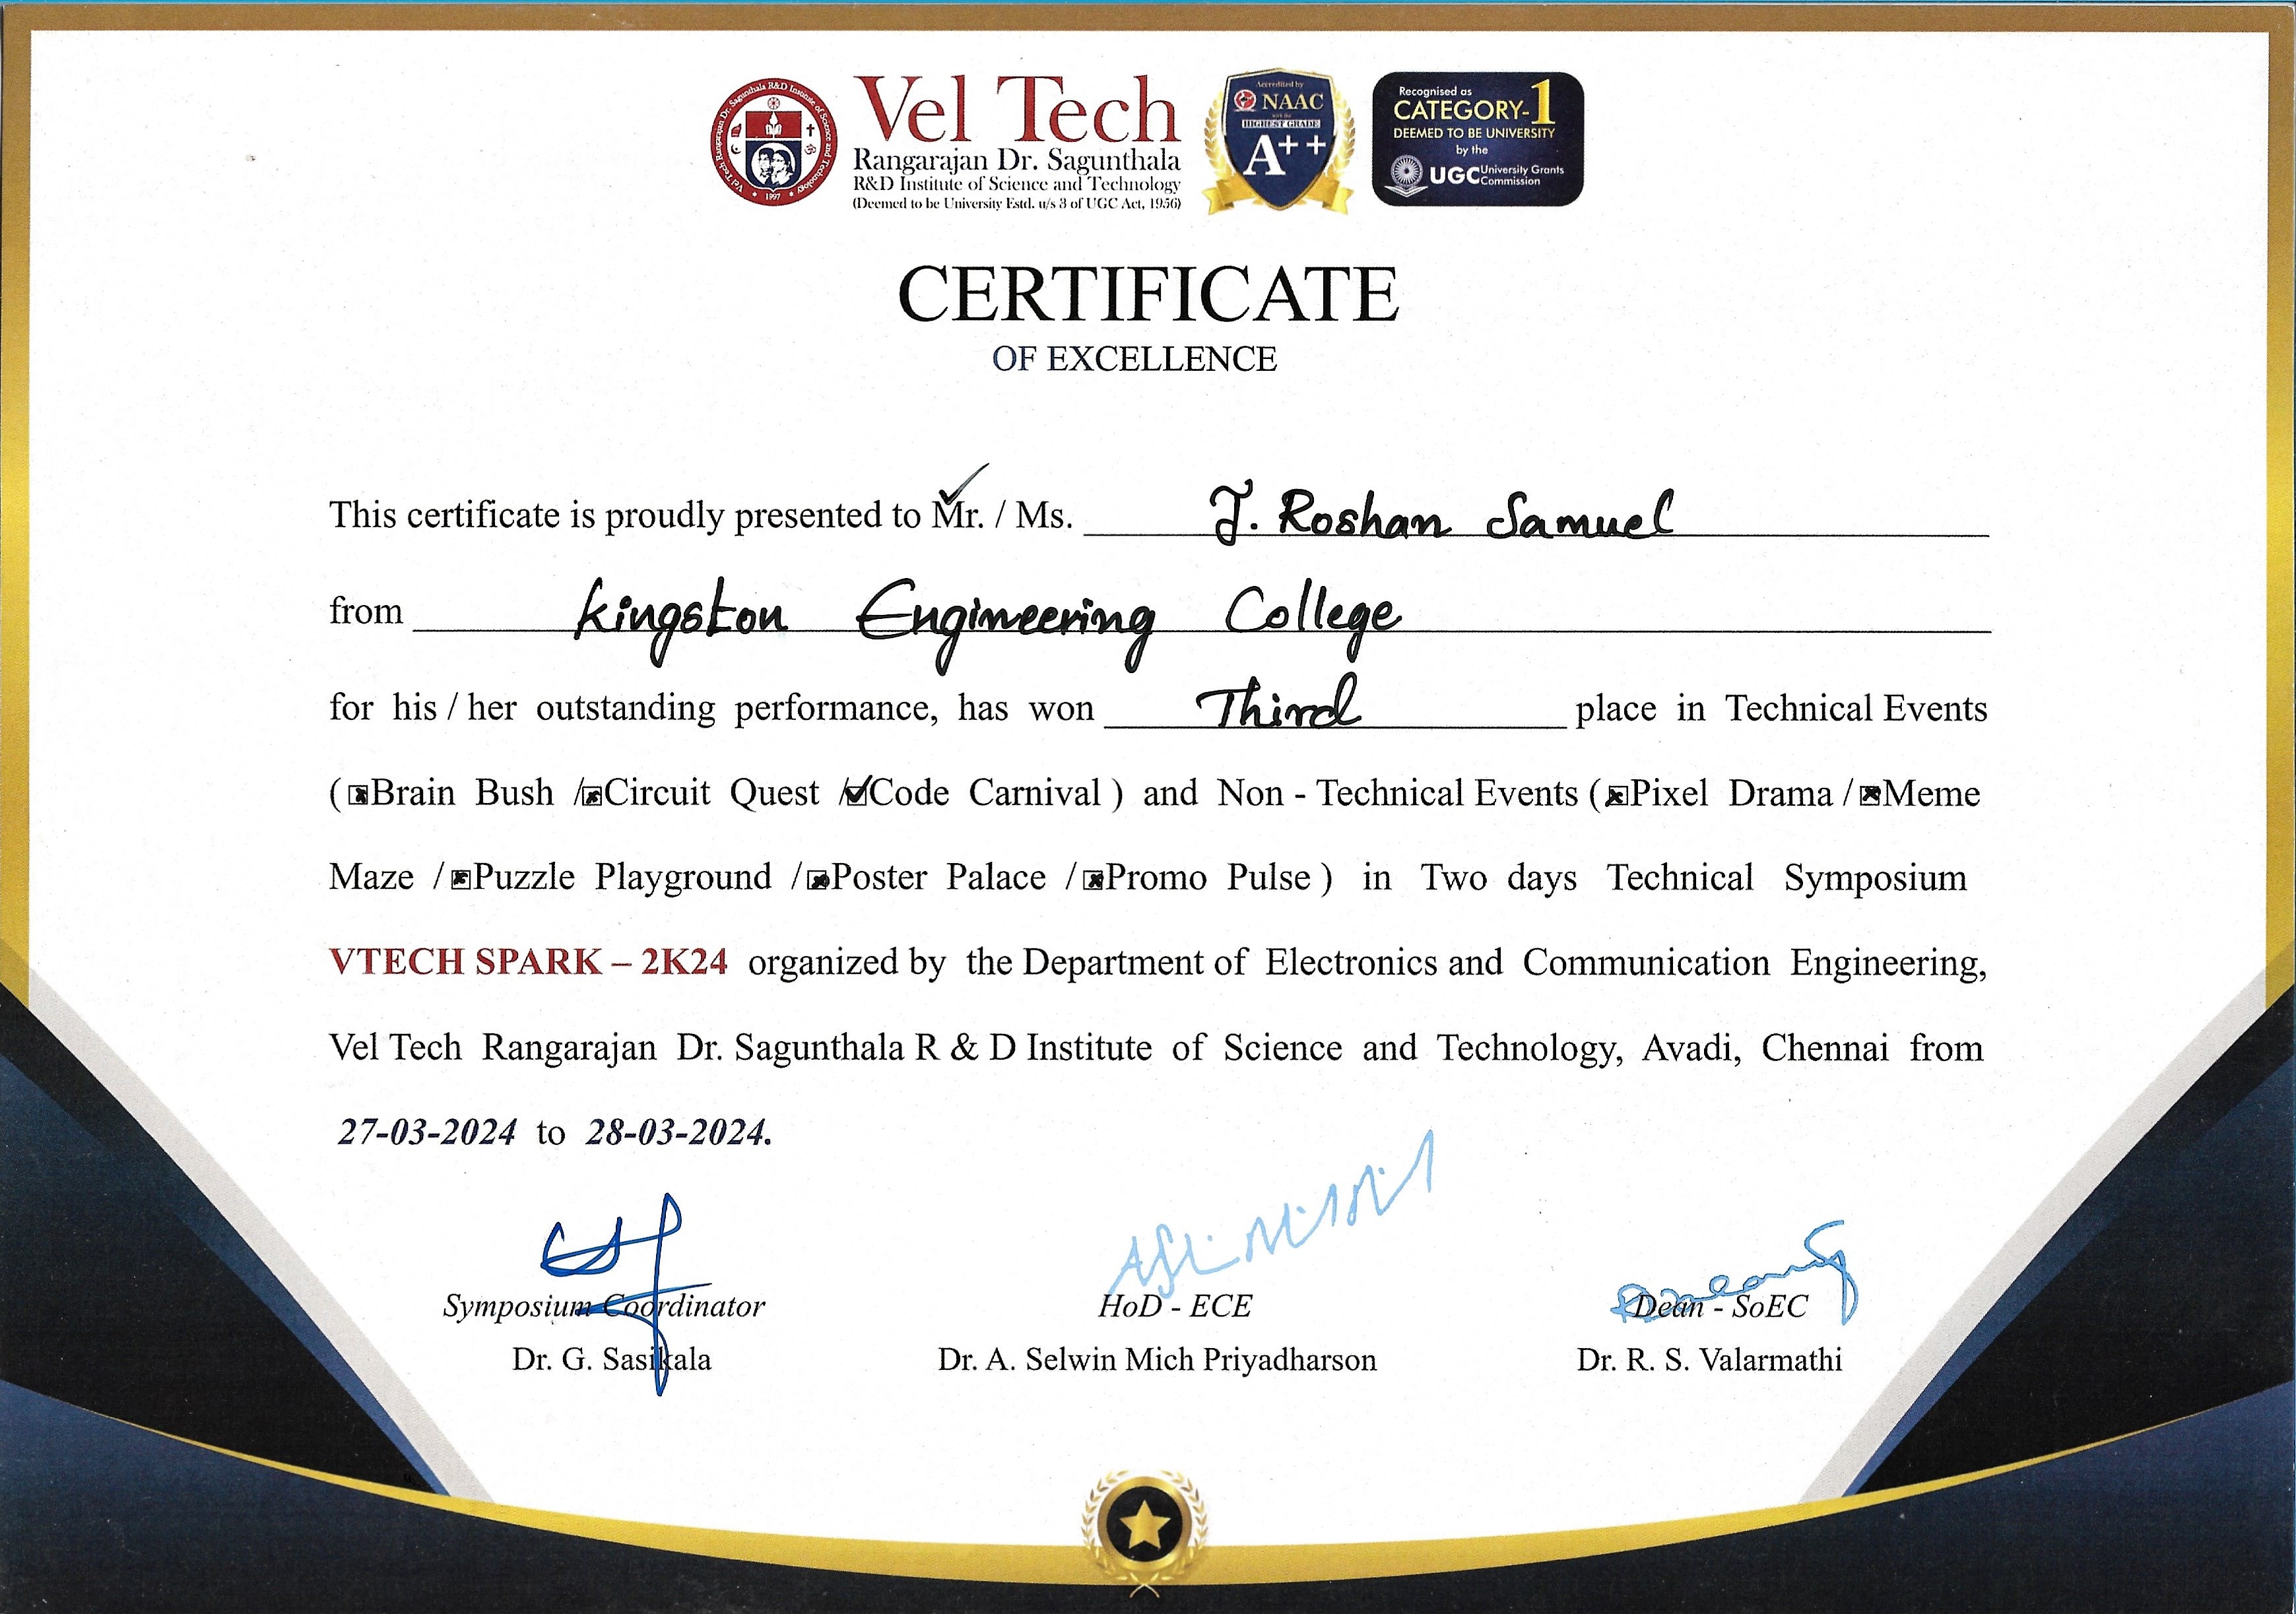 Vel Tech Rangarajan Dr. Sagunthala R&D Institute of Science and Technology
1997
Vel Tech
Rangarajan Dr. Sagunthala
R&D Institute of Science and Technology
(Deemed to be University Estd. u/s 3 of UGC Act, 1956)
Accredited by
NAAC
with the
HIGHEST GRADE
A++
Recognised as
CATEGORY-1
DEEMED TO BE UNIVERSITY
by the
UGC University Grants
Commission
CERTIFICATE
OF EXCELLENCE
This certificate is proudly presented to Mr. / Ms. J. Roshan Samuel
from Kingston Engineering College
for his / her outstanding performance, has won Third place in Technical Events
( Brain Bush / Circuit Quest / Code Carnival ) and Non - Technical Events ( Pixel Drama / Meme
Maze / Puzzle Playground / Poster Palace / Promo Pulse ) in Two days Technical Symposium
VTECH SPARK – 2K24 organized by the Department of Electronics and Communication Engineering,
Vel Tech Rangarajan Dr. Sagunthala R & D Institute of Science and Technology, Avadi, Chennai from
27-03-2024 to 28-03-2024.
Symposium Coordinator
Dr. G. Sasikala
HoD - ECE
Dr. A. Selwin Mich Priyadharson
Dean - SoEC
Dr. R. S. Valarmathi